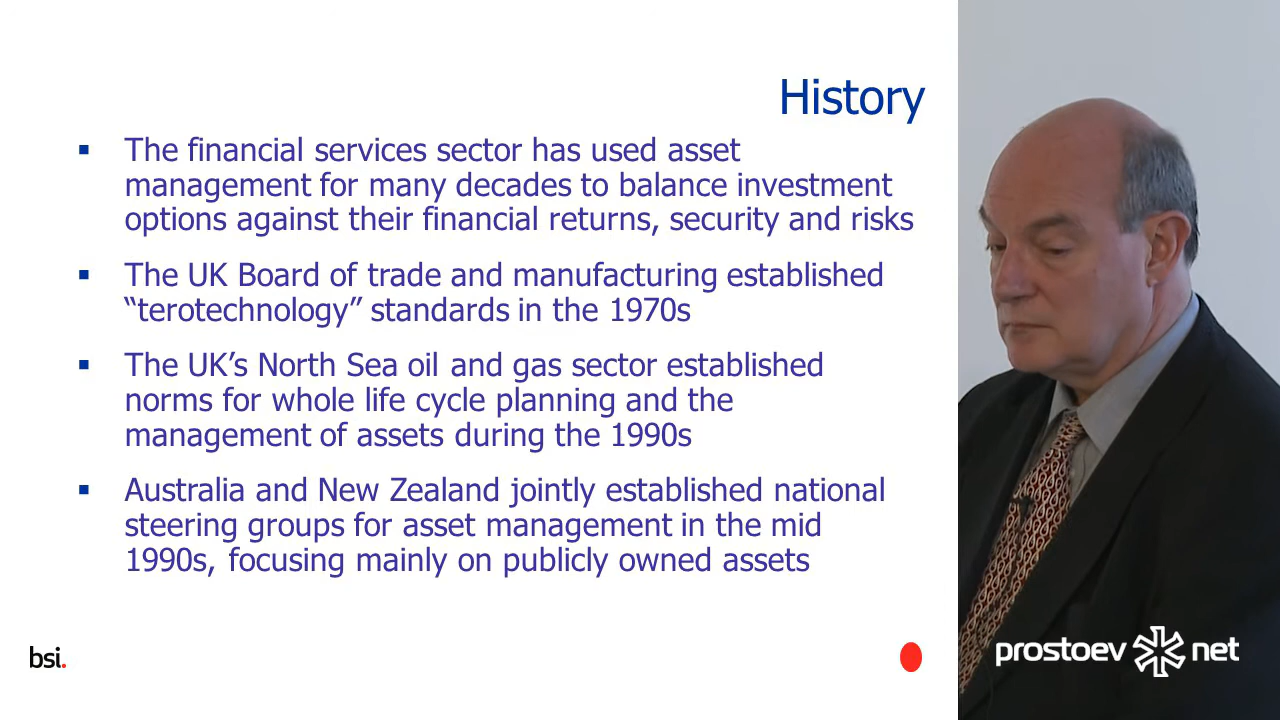 History
▪ The financial services sector has used asset
management for many decades to balance investment
options against their financial returns, security and risks
▪ The UK Board of trade and manufacturing established
“terotechnology” standards in the 1970s
▪ The UK’s North Sea oil and gas sector established
norms for whole life cycle planning and the
management of assets during the 1990s
▪ Australia and New Zealand jointly established national
steering groups for asset management in the mid
1990s, focusing mainly on publicly owned assets
bsi.
prostoev net